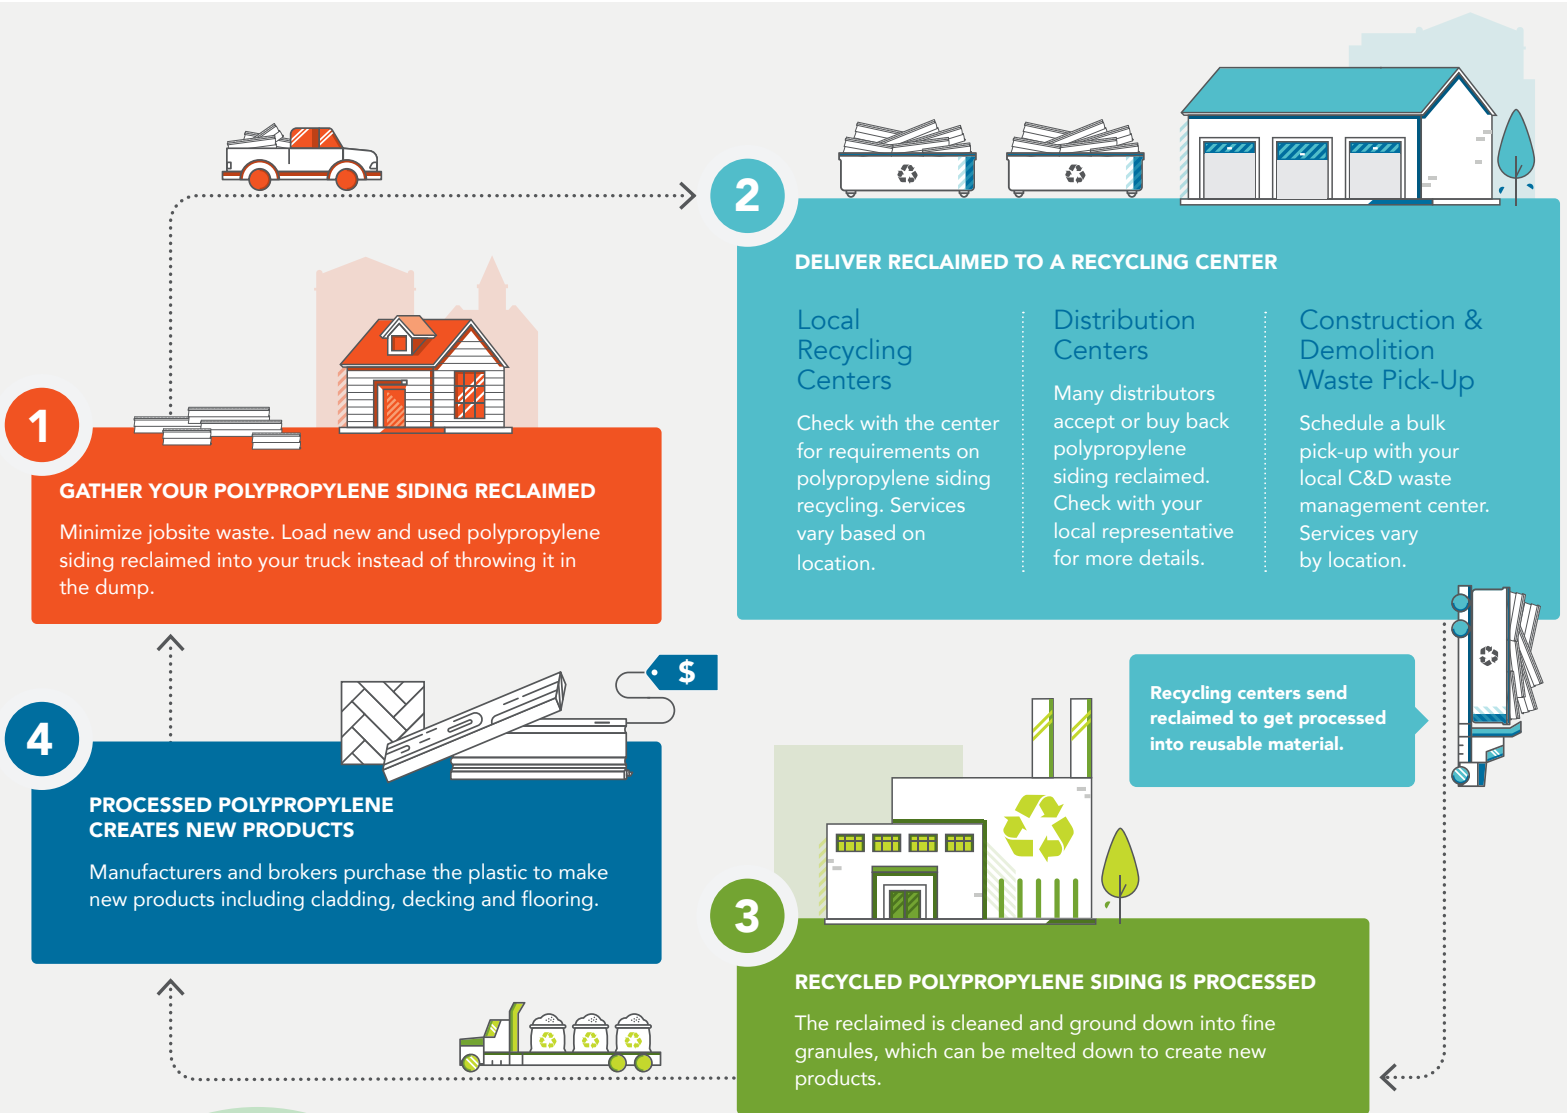 1
GATHER YOUR POLYPROPYLENE SIDING RECLAIMED
Minimize jobsite waste. Load new and used polypropylene
siding reclaimed into your truck instead of throwing it in
the dump.
2
DELIVER RECLAIMED TO A RECYCLING CENTER
Local
Recycling
Centers
Check with the center
for requirements on
polypropylene siding
recycling. Services
vary based on
location.
Distribution
Centers
Many distributors
accept or buy back
polypropylene
siding reclaimed.
Check with your
local representative
for more details.
Construction &
Demolition
Waste Pick-Up
Schedule a bulk
pick-up with your
local C&D waste
management center.
Services vary
by location.
Recycling centers send
reclaimed to get processed
into reusable material.
3
RECYCLED POLYPROPYLENE SIDING IS PROCESSED
The reclaimed is cleaned and ground down into fine
granules, which can be melted down to create new
products.
4
$
PROCESSED POLYPROPYLENE
CREATES NEW PRODUCTS
Manufacturers and brokers purchase the plastic to make
new products including cladding, decking and flooring.